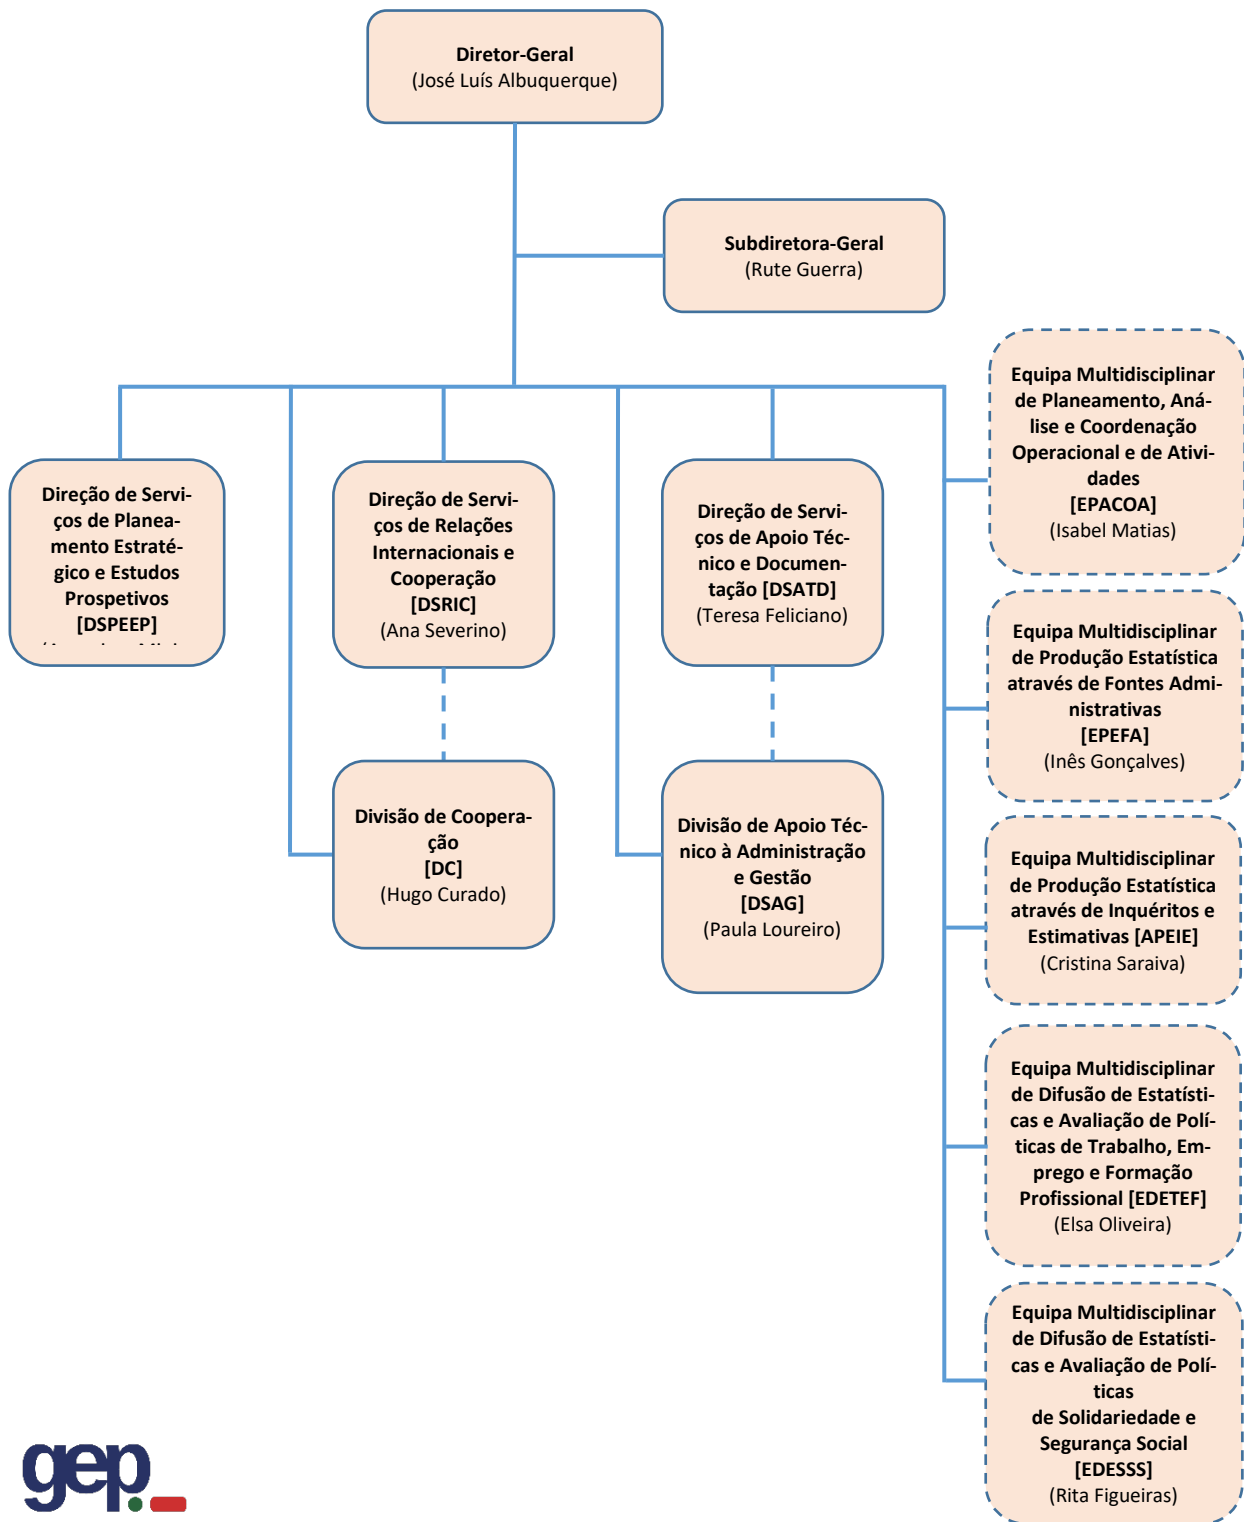 Diretor-Geral
(José Luís Albuquerque)
Subdiretora-Geral
(Rute Guerra)
Direção de Servi-
ços de Planea-
mento Estraté-
gico e Estudos
Prospetivos
[DSPEEP]
Direção de Servi-
ços de Relações
Internacionais e
Cooperação
[DSRIC]
(Ana Severino)
Direção de Servi-
ços de Apoio Téc-
nico e Documen-
tação [DSATD]
(Teresa Feliciano)
Divisão de Coopera-
ção
[DC]
(Hugo Curado)
Divisão de Apoio Téc-
nico à Administração
e Gestão
[DSAG]
(Paula Loureiro)
Equipa Multidisciplinar
de Planeamento, Aná-
lise e Coordenação
Operacional e de Ativi-
dades
[EPACOA]
(Isabel Matias)
Equipa Multidisciplinar
de Produção Estatística
através de Fontes Admi-
nistrativas
[EPEFA]
(Inês Gonçalves)
Equipa Multidisciplinar
de Produção Estatística
através de Inquéritos e
Estimativas [APEIE]
(Cristina Saraiva)
Equipa Multidisciplinar
de Difusão de Estatísti-
cas e Avaliação de Polí-
ticas de Trabalho, Em-
prego e Formação
Profissional [EDETEF]
(Elsa Oliveira)
Equipa Multidisciplinar
de Difusão de Estatísti-
cas e Avaliação de Polí-
ticas
de Solidariedade e
Segurança Social
[EDESSS]
(Rita Figueiras)
gep